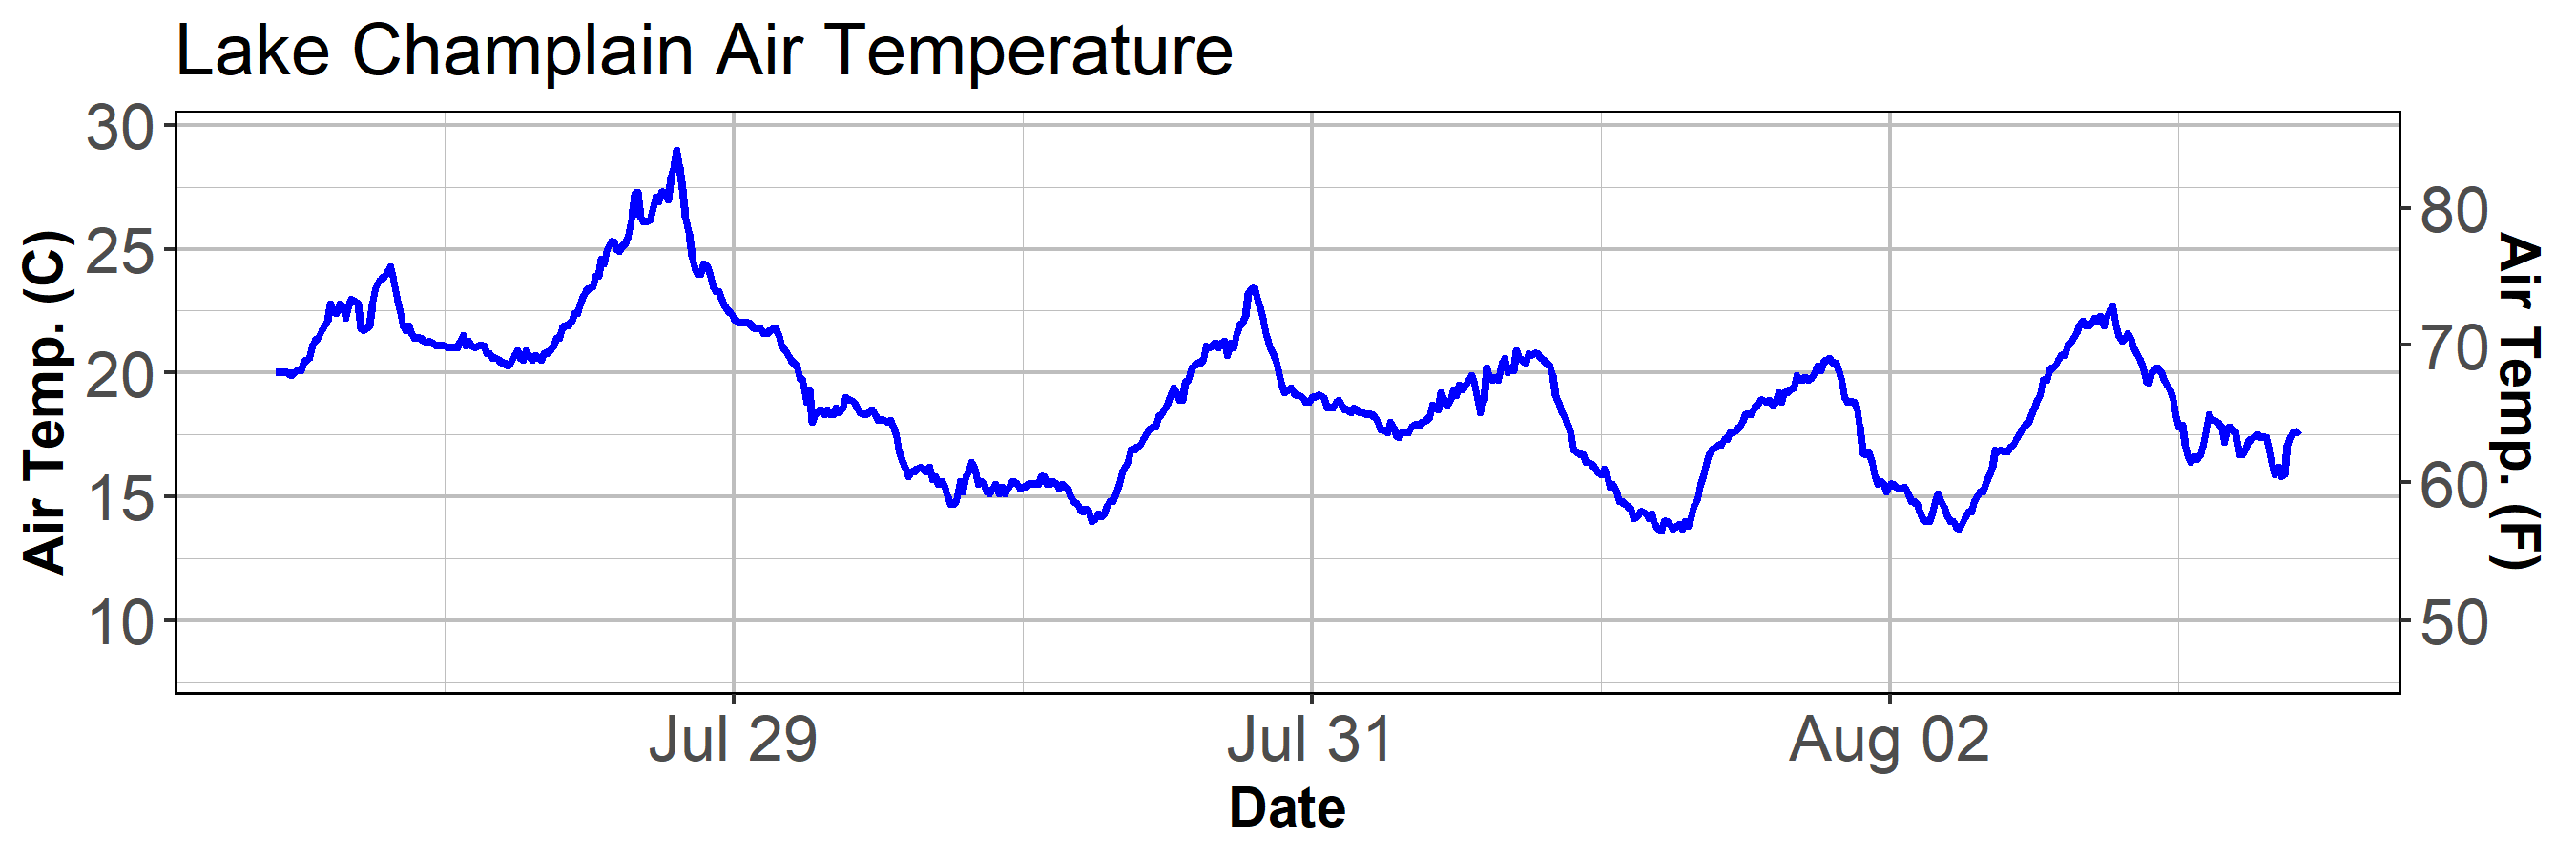 Lake Champlain Air Temperature
30
25
20
15
10
Air Temp. (C)
80
70
60
50
Air Temp. (F)
Jul 29
Jul 31
Aug 02
Date